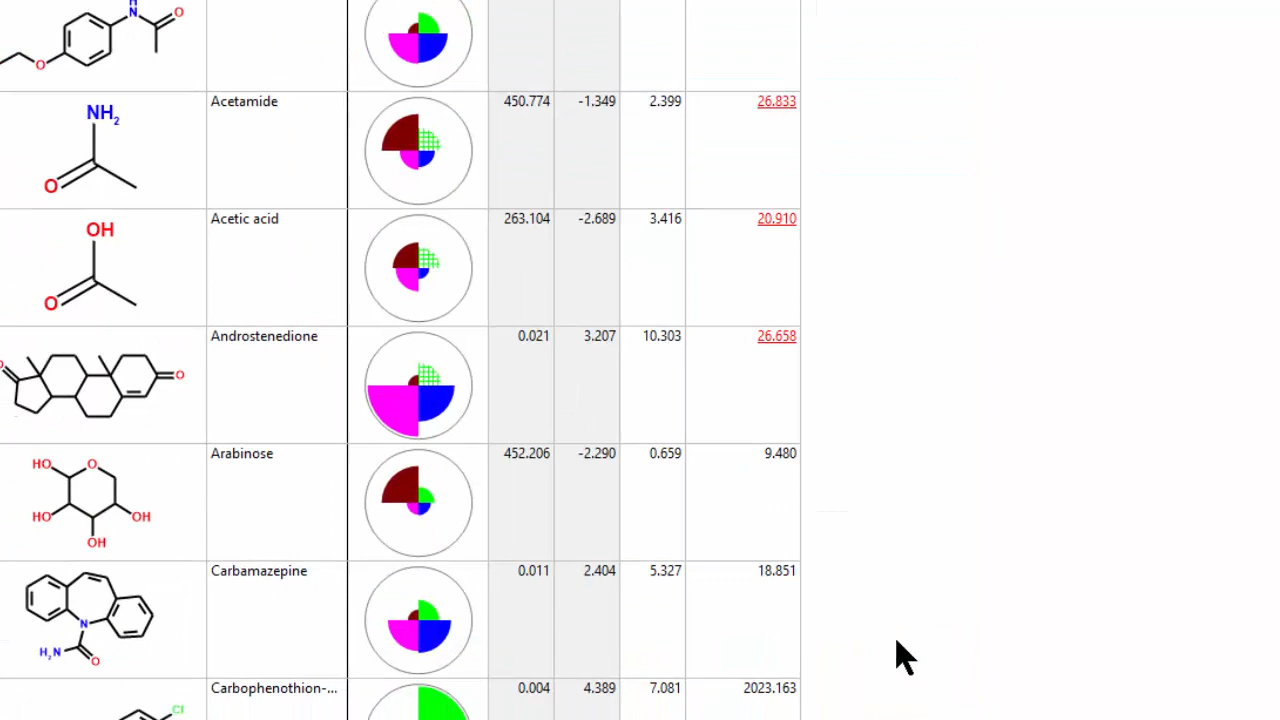 H
N
O
O
Acetamide 450.774 -1.349 2.399 26.833
NH2
O
Acetic acid 263.104 -2.689 3.416 20.910
OH
O
Androstenedione 0.021 3.207 10.303 26.658
O
O
Arabinose 452.206 -2.290 0.659 9.480
HO O
HO OH
OH
Carbamazepine 0.011 2.404 5.327 18.851
N
H2N O
Carbophenothion-... 0.004 4.389 7.081 2023.163
Cl